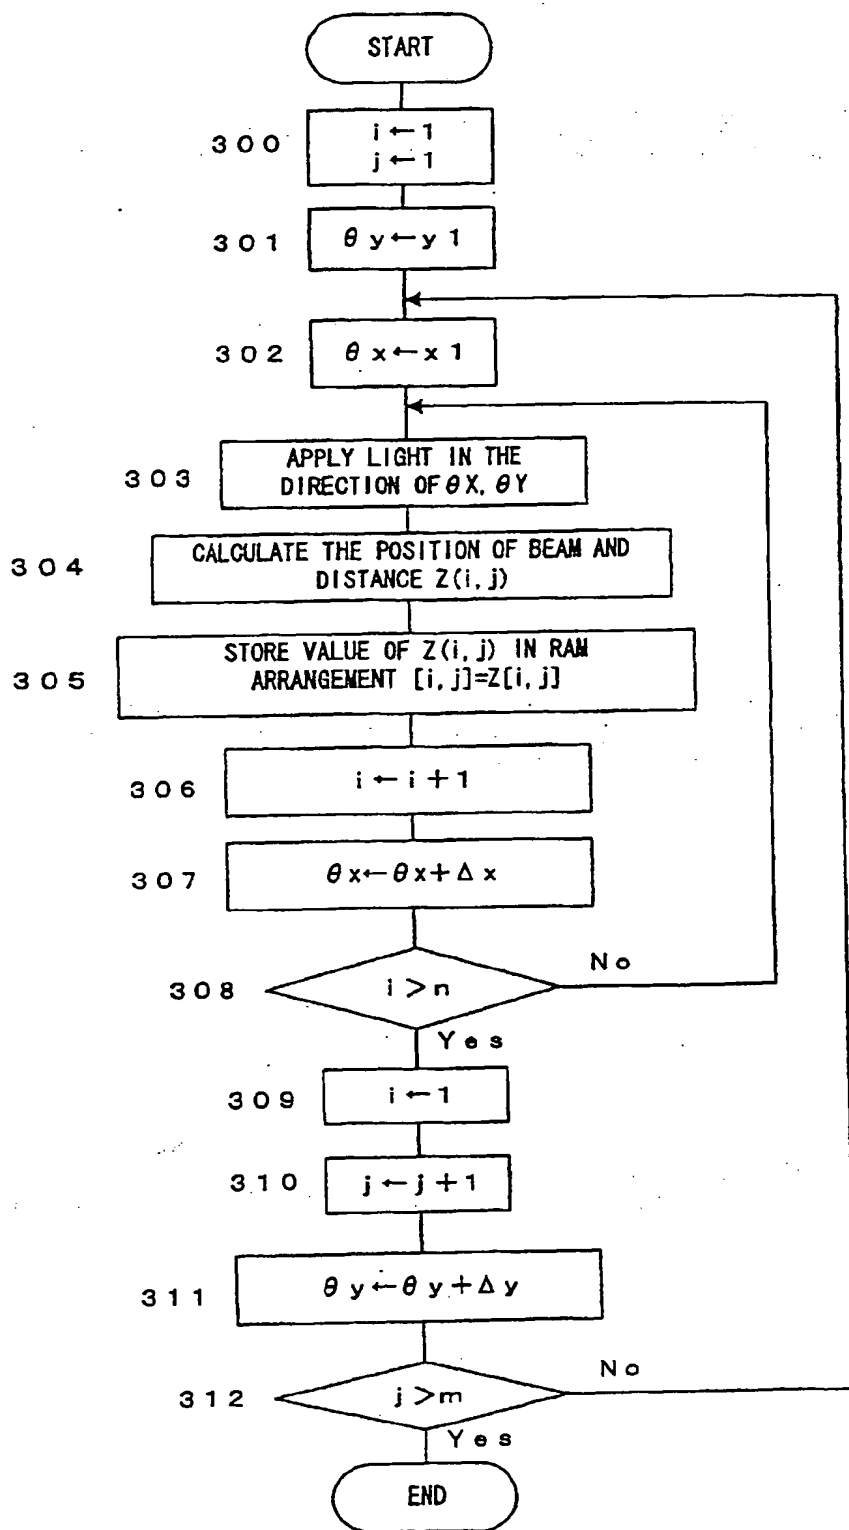 START
300
i ← 1
j ← 1
301
θ y ← y 1
302
θ x ← x 1
303
APPLY LIGHT IN THE
DIRECTION OF θ X, θ Y
304
CALCULATE THE POSITION OF BEAM AND
DISTANCE Z(i, j)
305
STORE VALUE OF Z(i, j) IN RAM
ARRANGEMENT [i, j]=Z[i, j]
306
i ← i + 1
307
θ x ← θ x + Δ x
308
i > n
No
Yes
309
i ← 1
310
j ← j + 1
311
θ y ← θ y + Δ y
312
j > m
No
Yes
END